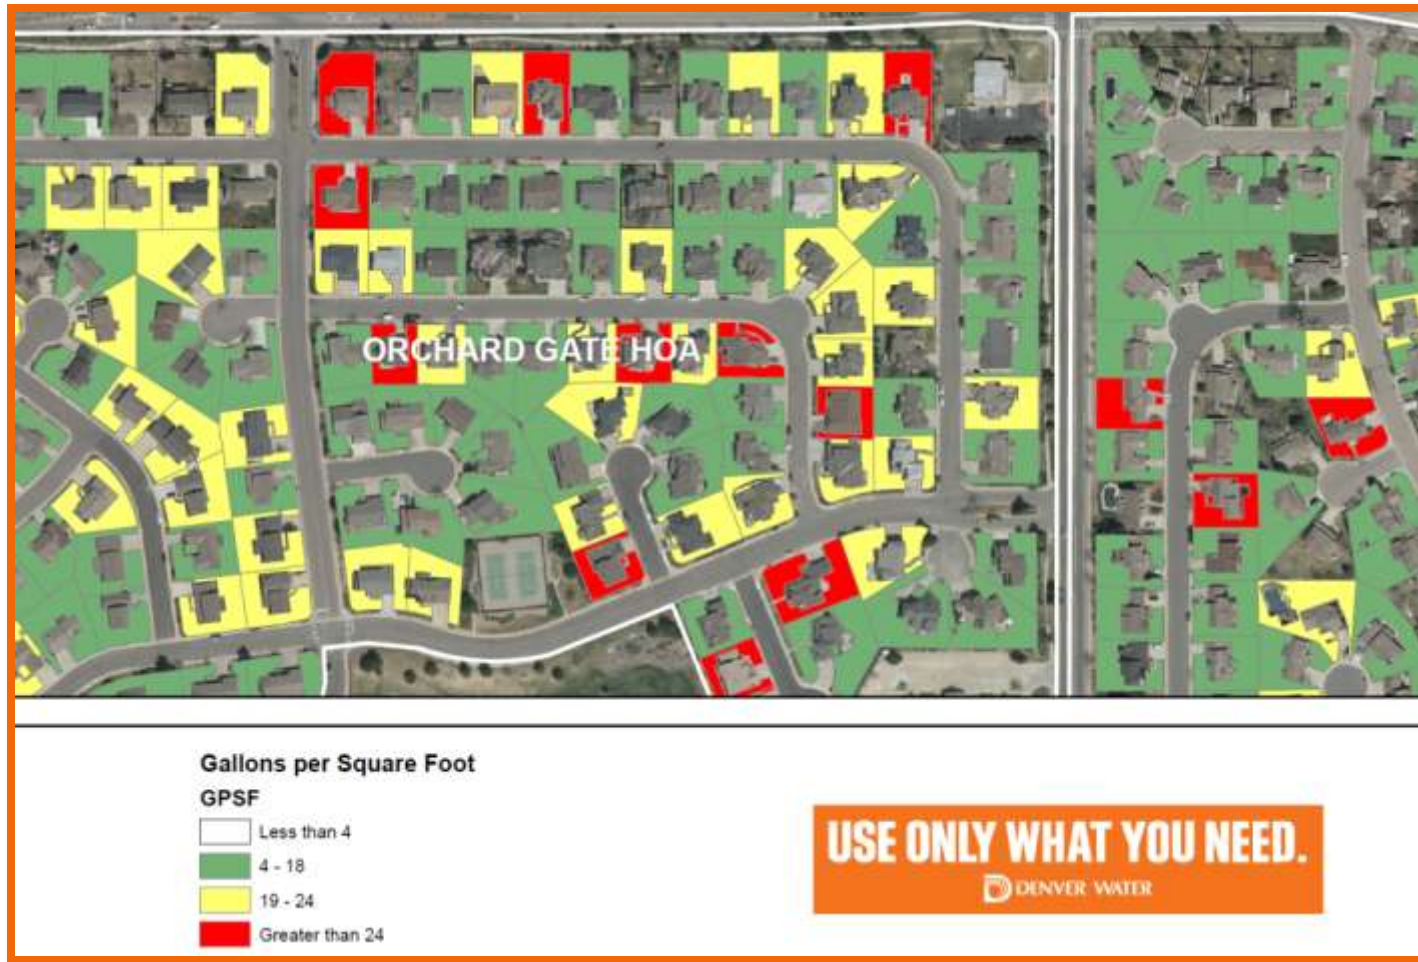 ORCHARD GATE HOA
Gallons per Square Foot
GPSF
Less than 4
4 - 18
19 - 24
Greater than 24
USE ONLY WHAT YOU NEED.
DENVER WATER